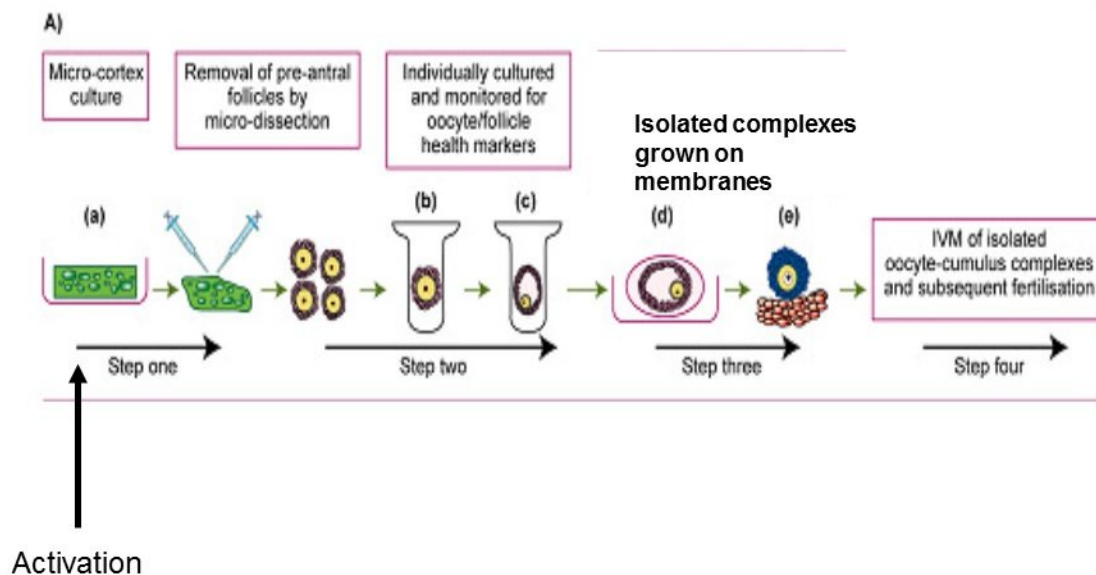 A)
Micro-cortex
culture
Removal of pre-antral
follicles by
micro-dissection
Individually cultured
and monitored for
oocyte/follicle
health markers
Isolated complexes
grown on
membranes
(a)
(b)
(c)
(d)
(e)
IVM of isolated
oocyte-cumulus complexes
and subsequent fertilisation
Step one
Step two
Step three
Step four
Activation